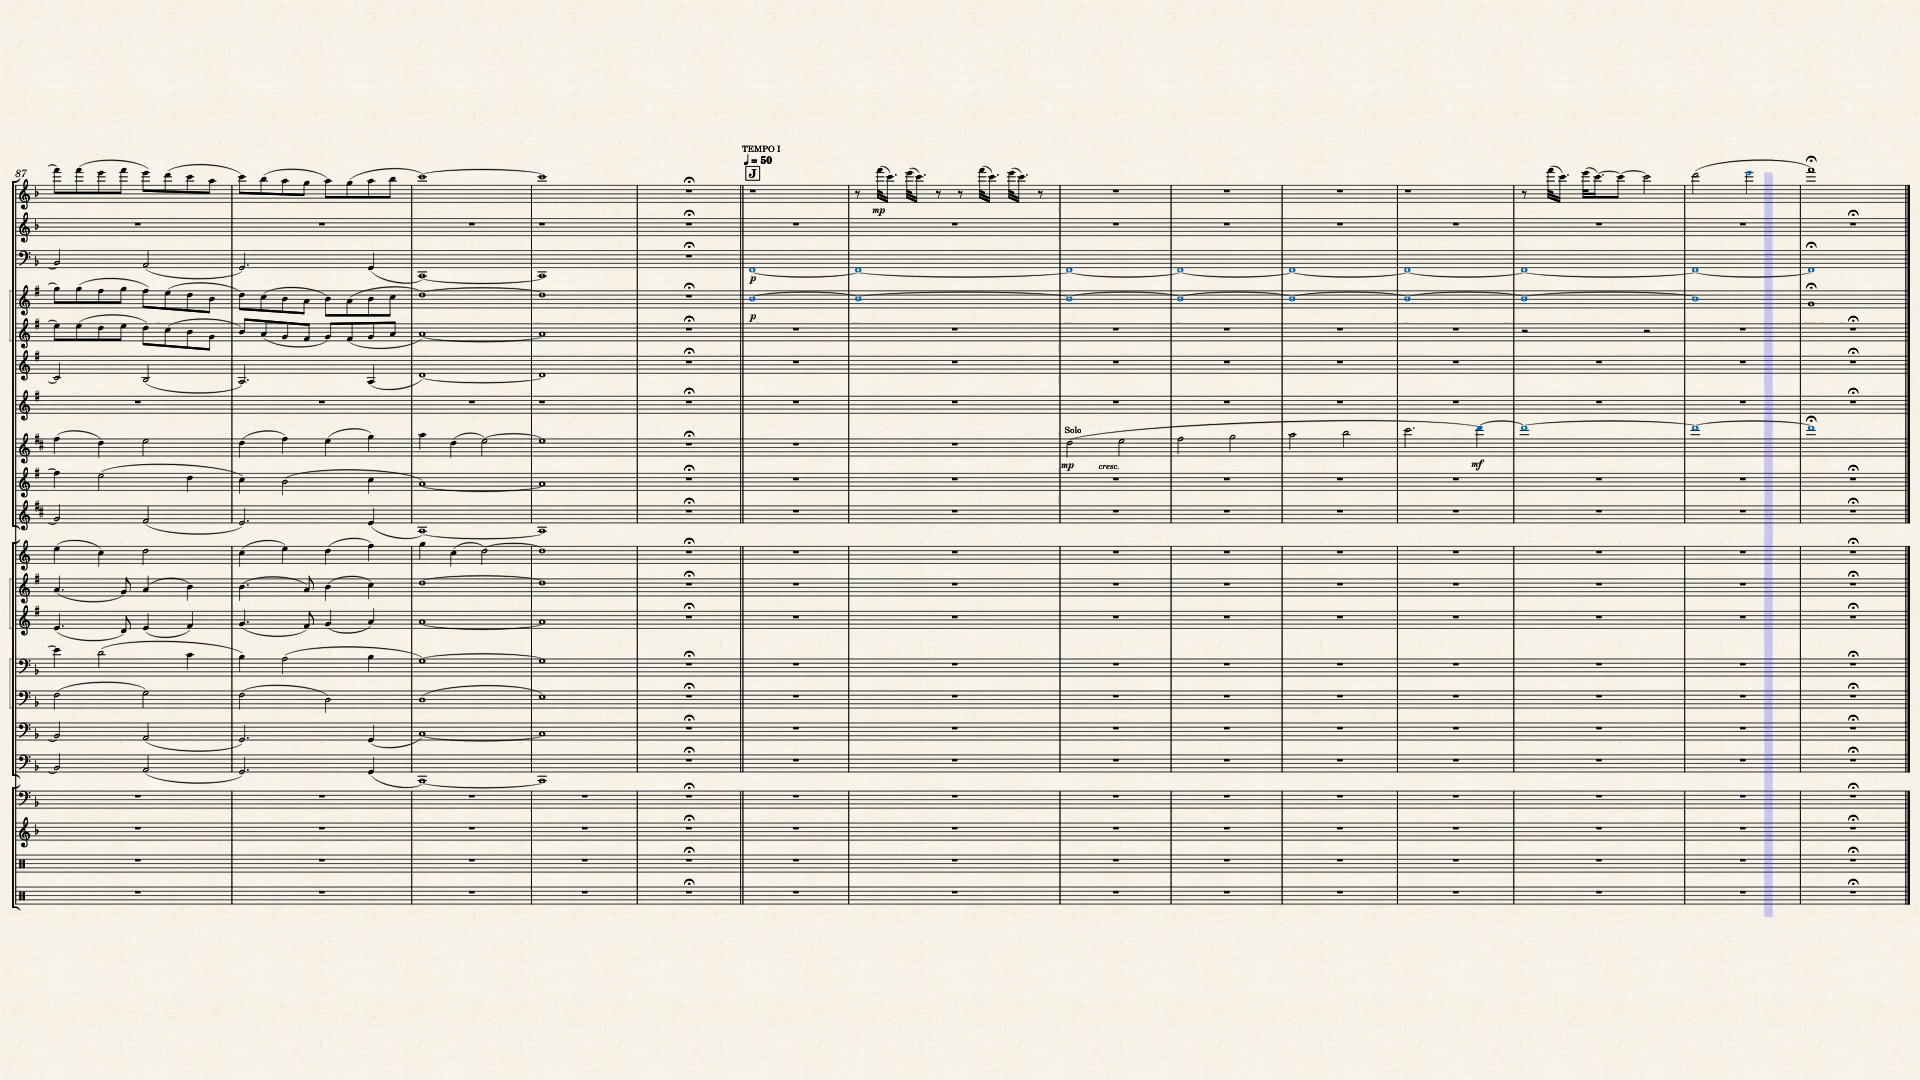 TEMPO I
♩ = 50
87
J
mp
p
p
Solo
mp cresc. mf